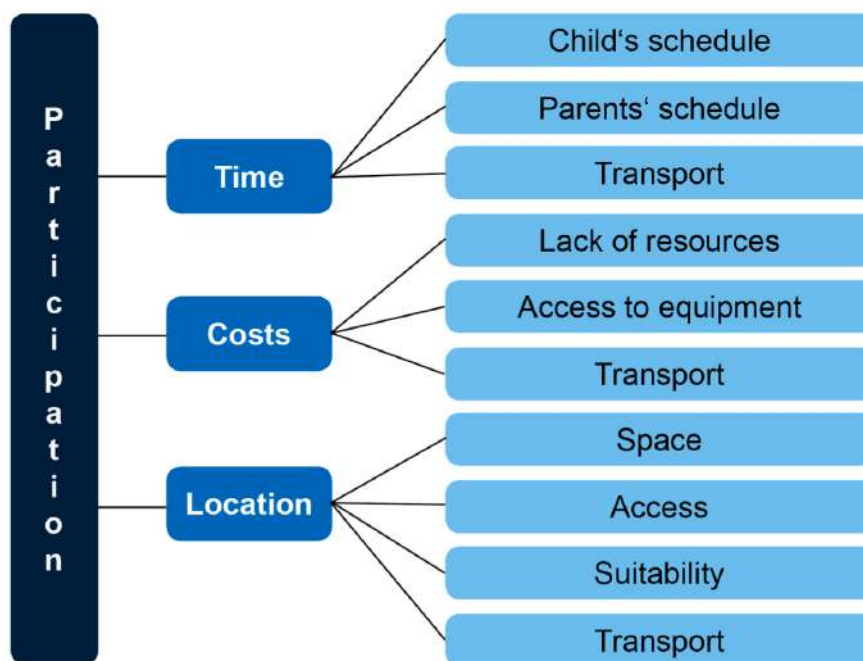 Participation
Time
Child‘s schedule
Parents‘ schedule
Transport
Costs
Lack of resources
Access to equipment
Transport
Location
Space
Access
Suitability
Transport